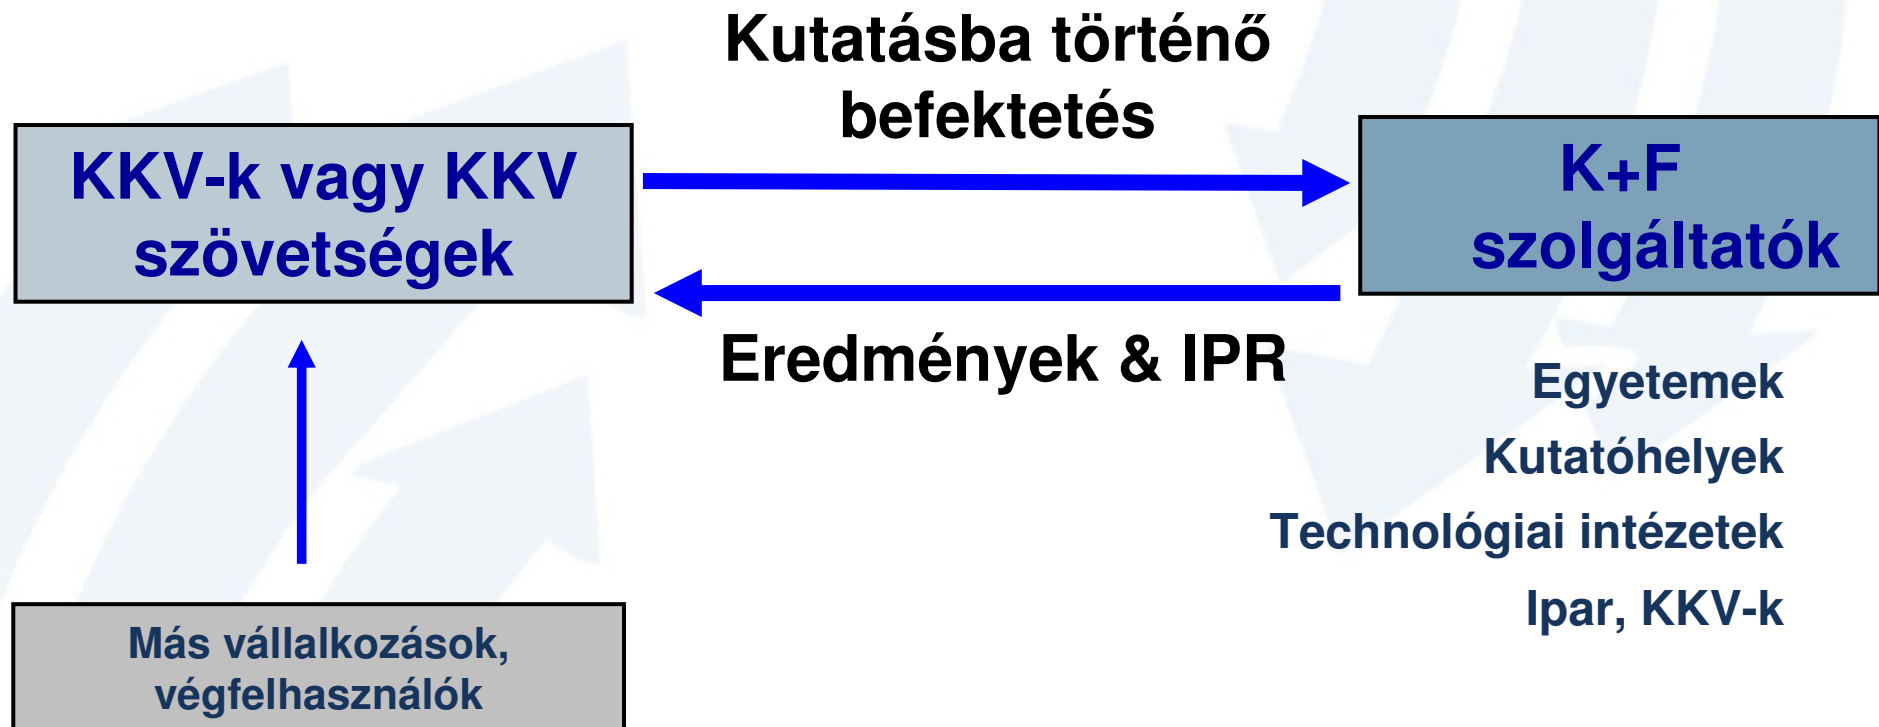 Kutatásba történő
befektetés
KKV-k vagy KKV
szövetségek
K+F
szolgáltatók
Eredmények & IPR
Egyetemek
Kutatóhelyek
Technológiai intézetek
Ipar, KKV-k
Más vállalkozások,
végfelhasználók